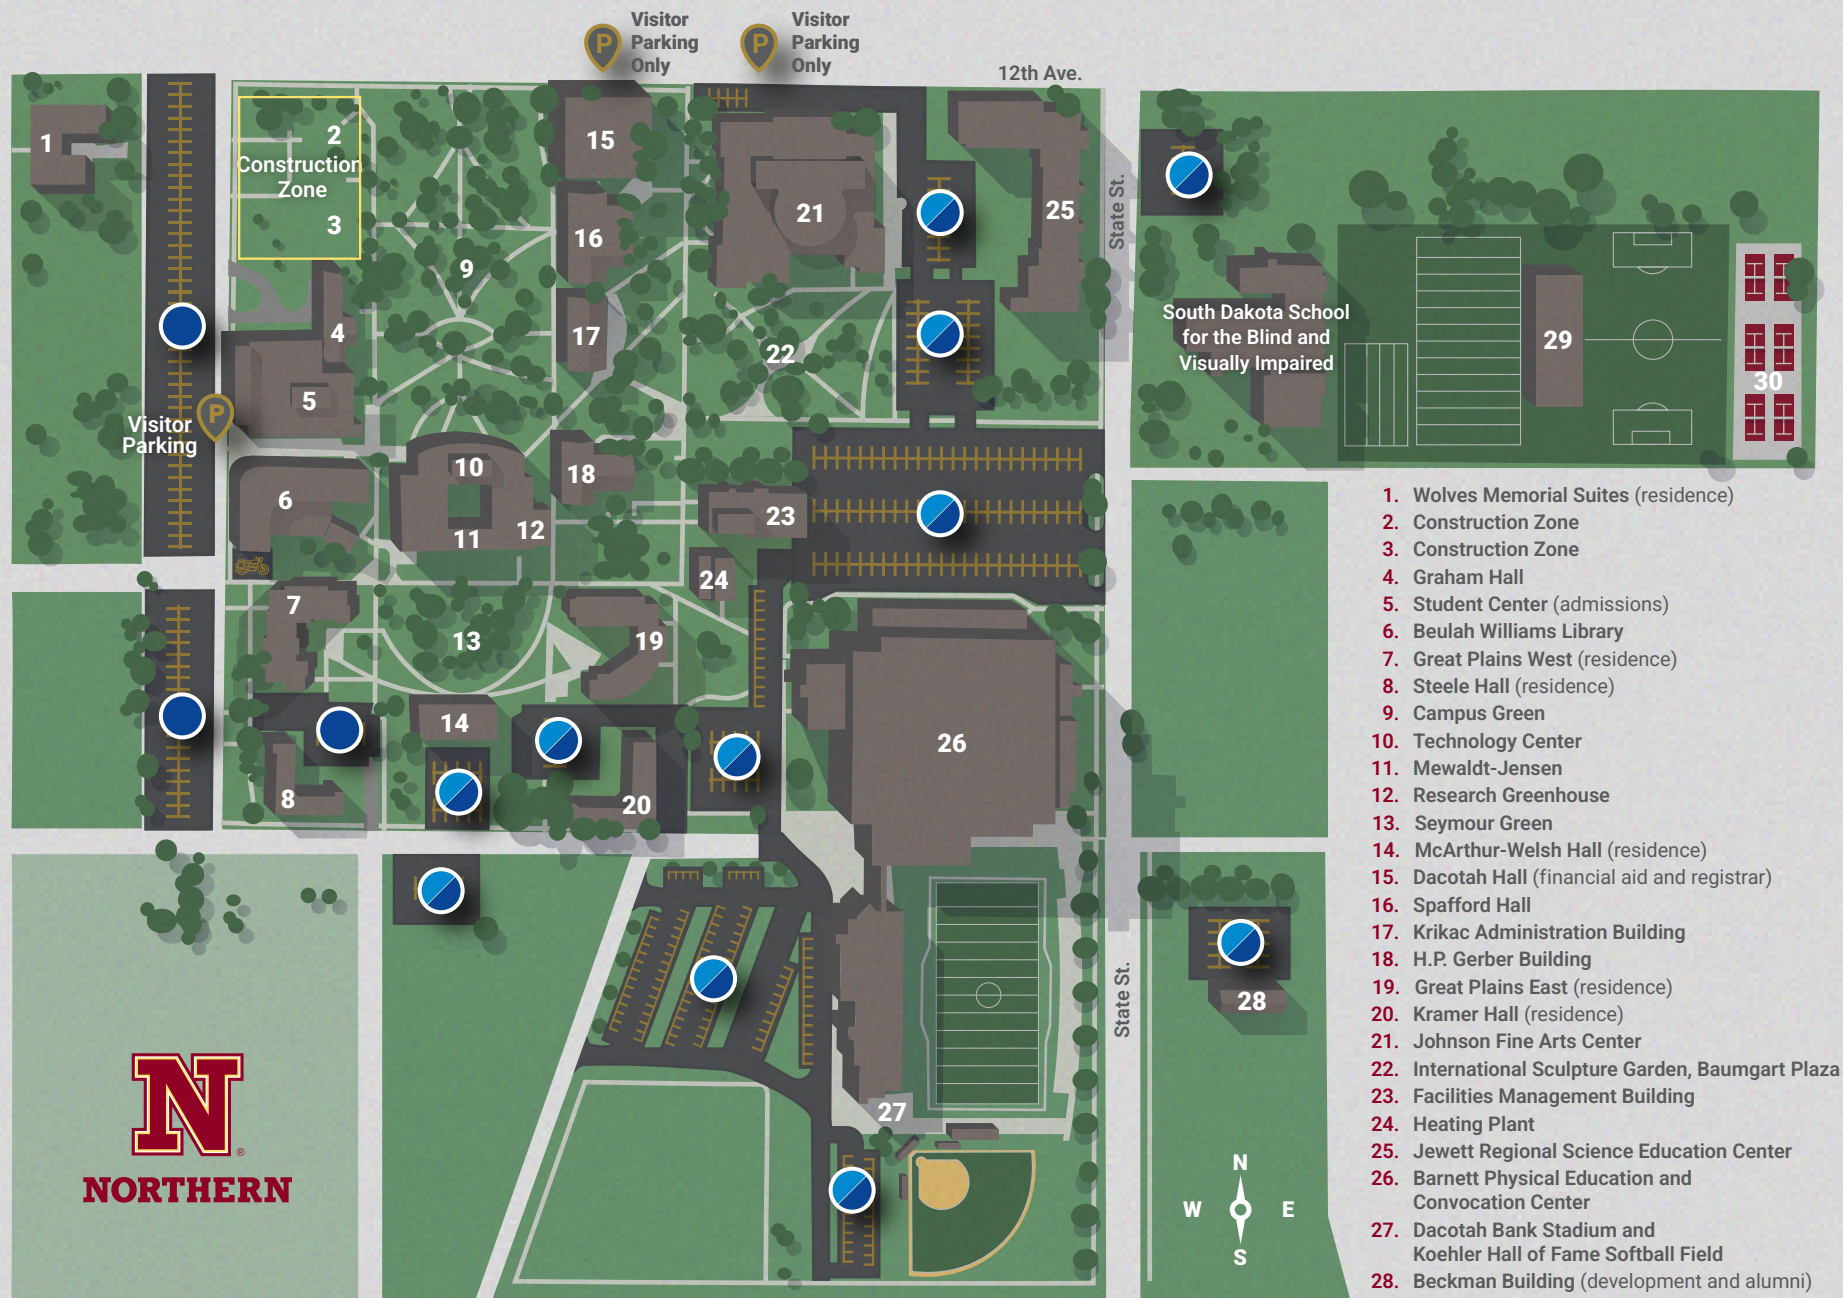 Visitor
Parking
Only
Visitor
Parking
Only
12th Ave.
P
P
1
2
Construction
Zone
3
15
21
25
State St.
16
9
4
17
22
South Dakota School
for the Blind and
Visually Impaired
29
30
5
P
Visitor
Parking
10
18
6
11
12
23
24
7
13
19
14
26
8
20
28
State St.
27
N
®
NORTHERN
N
W
E
S
1. Wolves Memorial Suites (residence)
2. Construction Zone
3. Construction Zone
4. Graham Hall
5. Student Center (admissions)
6. Beulah Williams Library
7. Great Plains West (residence)
8. Steele Hall (residence)
9. Campus Green
10. Technology Center
11. Mewaldt-Jensen
12. Research Greenhouse
13. Seymour Green
14. McArthur-Welsh Hall (residence)
15. Dacotah Hall (financial aid and registrar)
16. Spafford Hall
17. Krikac Administration Building
18. H.P. Gerber Building
19. Great Plains East (residence)
20. Kramer Hall (residence)
21. Johnson Fine Arts Center
22. International Sculpture Garden, Baumgart Plaza
23. Facilities Management Building
24. Heating Plant
25. Jewett Regional Science Education Center
26. Barnett Physical Education and
Convocation Center
27. Dacotah Bank Stadium and
Koehler Hall of Fame Softball Field
28. Beckman Building (development and alumni)